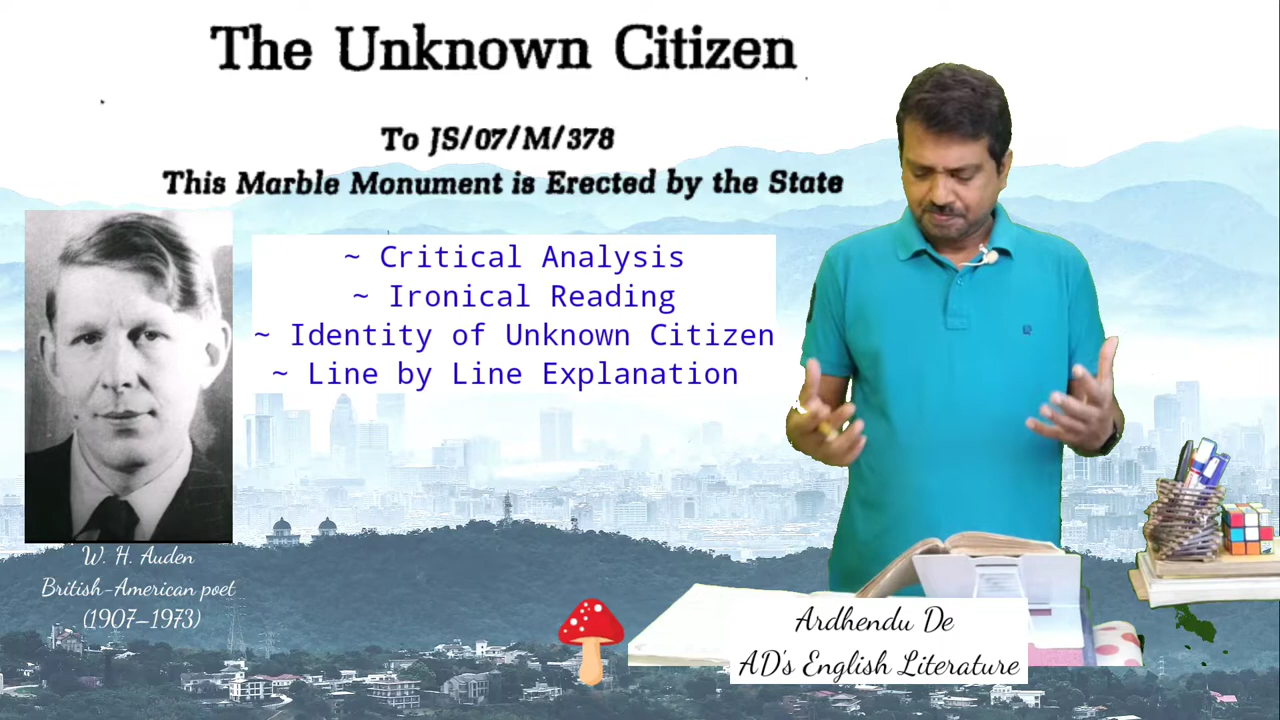 The Unknown Citizen
To JS/07/M/378
This Marble Monument is Erected by the State
~ Critical Analysis
~ Ironical Reading
~ Identity of Unknown Citizen
~ Line by Line Explanation
W. H. Auden
British-American poet
(1907–1973)
Ardhendu De
AD's English Literature